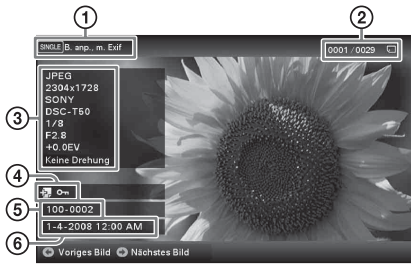 1
2
SINGLE B. anp., m. Exif
0001 / 0029
3
JPEG
2304x1728
SONY
DSC-T50
1/8
F2.8
+0.0EV
Keine Drehung
4
5
100-0002
6
1-4-2008 12:00 AM
Voriges Bild Nächstes Bild